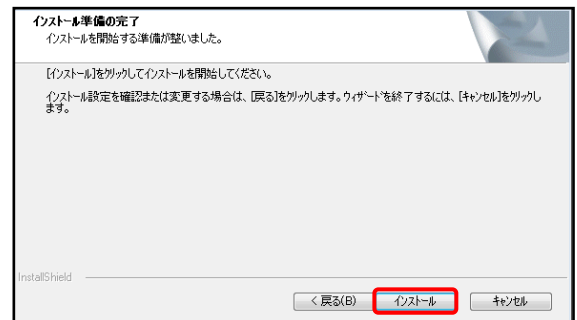 インストール準備の完了
インストールを開始する準備が整いました。
[インストール]をクリックしてインストールを開始してください。
インストール設定を確認または変更する場合は、[戻る]をクリックします。ウィザードを終了するには、[キャンセル]をクリックし
ます。
InstallShield
< 戻る(B)
インストール
キャンセル